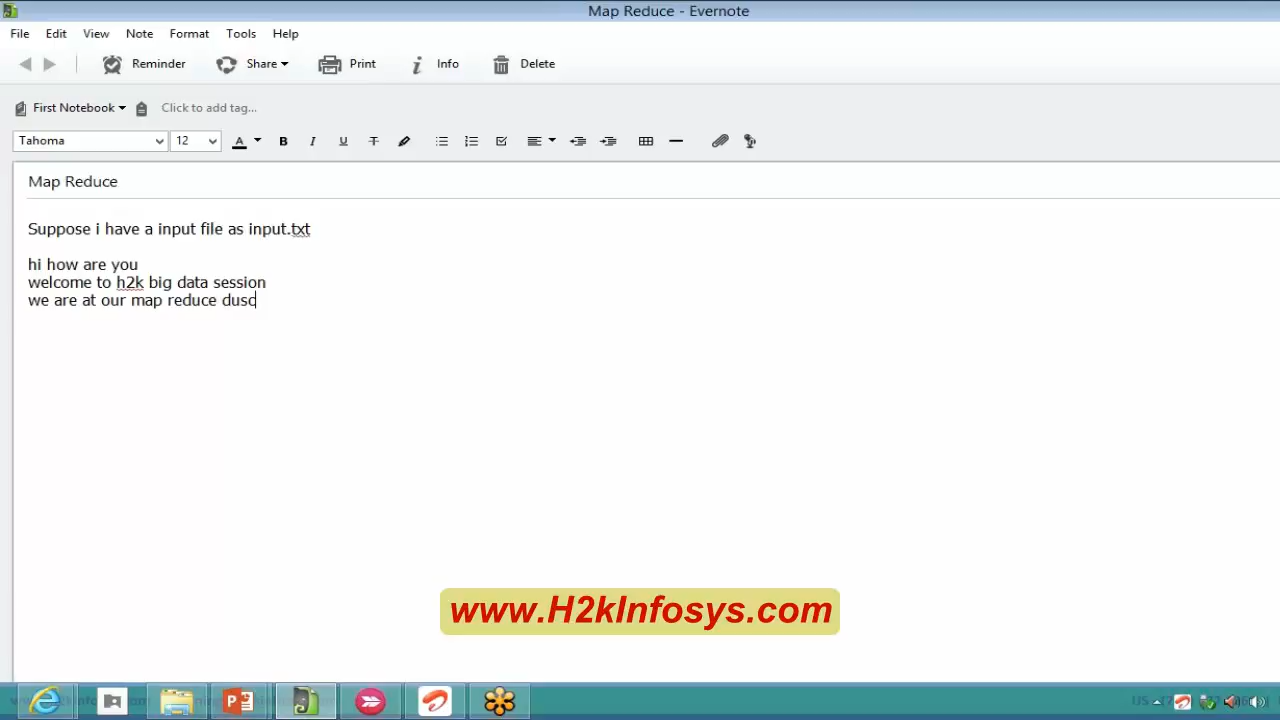 Map Reduce - Evernote
File Edit View Note Format Tools Help
Reminder Share Print Info Delete
First Notebook Click to add tag...
Tahoma 12 A B I U T
Map Reduce
Suppose i have a input file as input.txt
hi how are you
welcome to h2k big data session
we are at our map reduce dusc
www.H2kInfosys.com
US